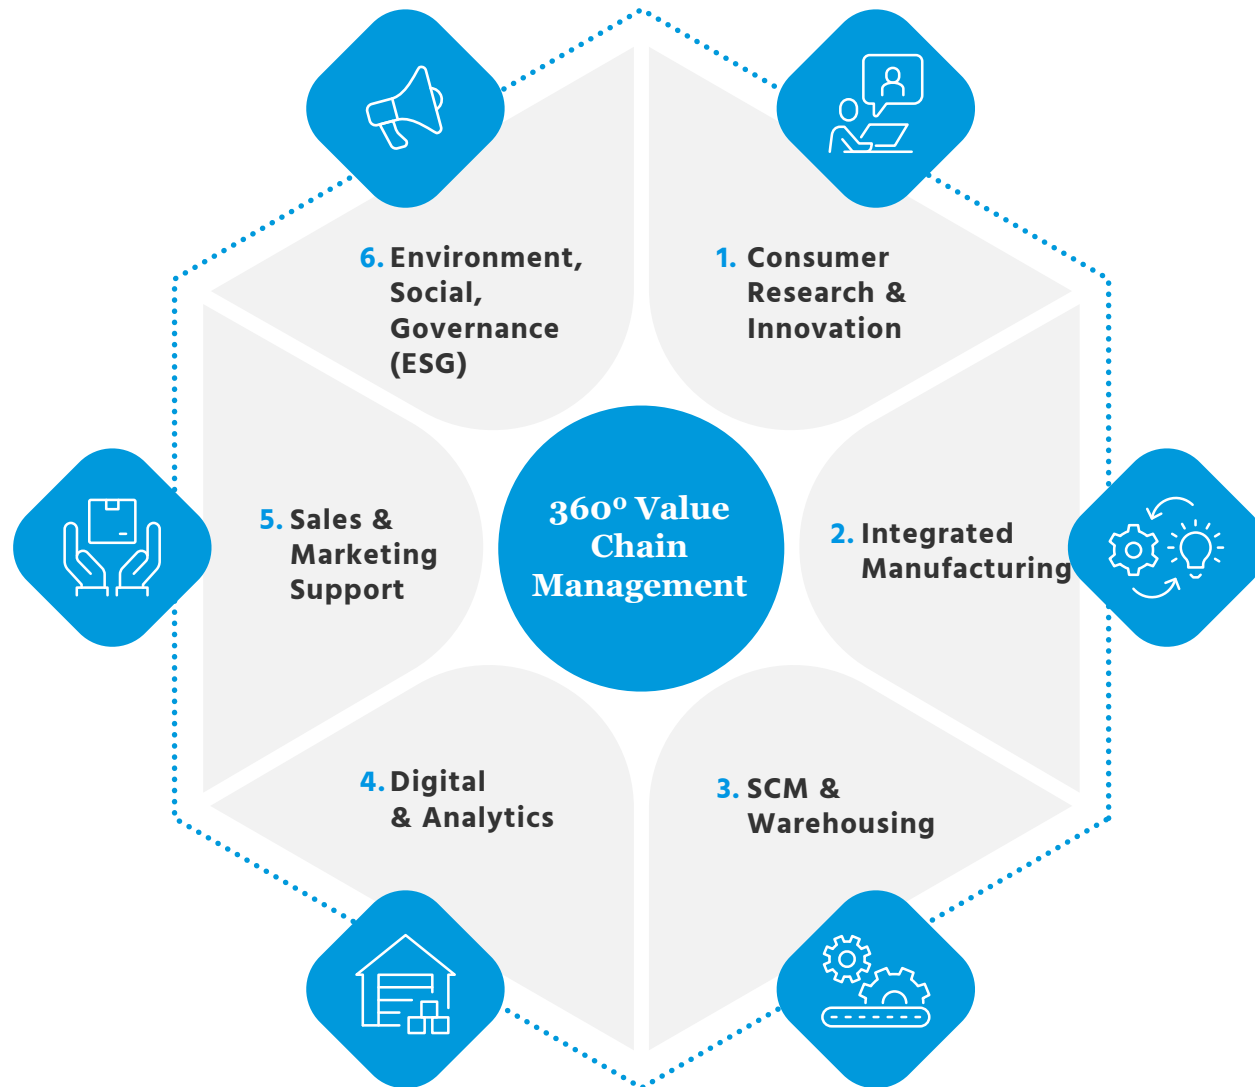 6. Environment,
Social,
Governance
(ESG)
1. Consumer
Research &
Innovation
5. Sales &
Marketing
Support
360º Value
Chain
Management
2. Integrated
Manufacturing
4. Digital
& Analytics
3. SCM &
Warehousing